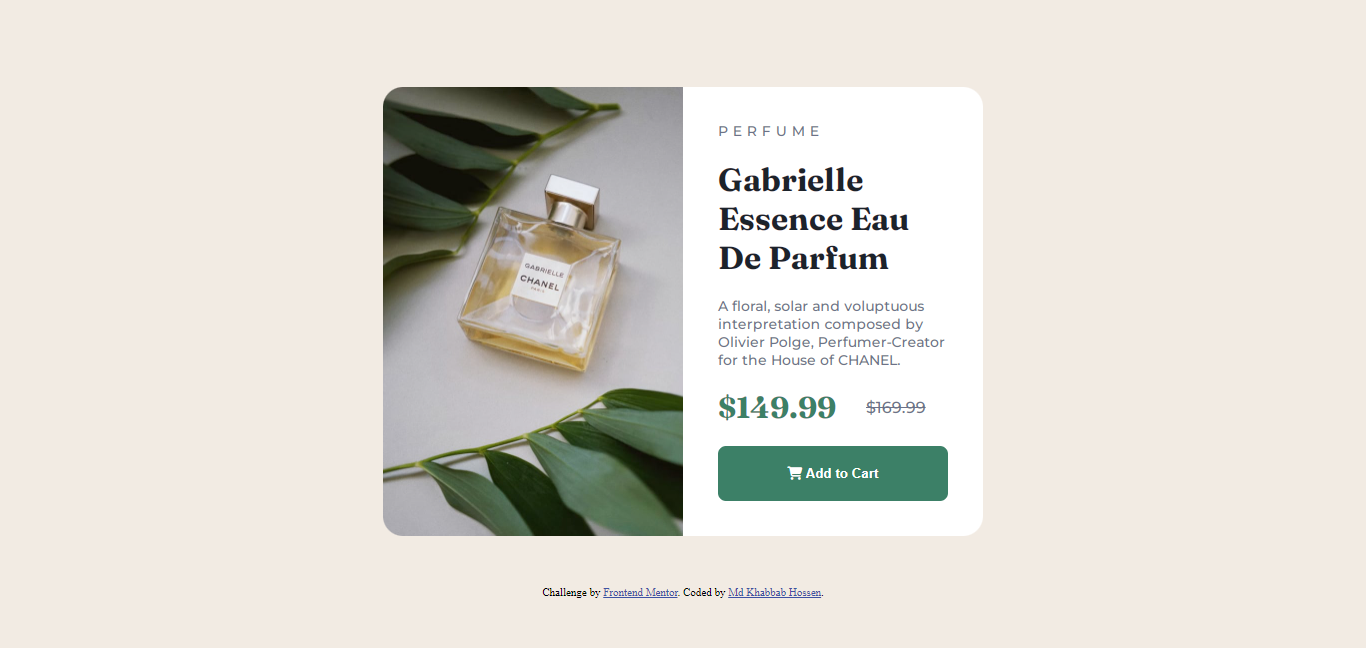 GABRIELLE
CHANEL
PARIS
PERFUME
Gabrielle
Essence Eau
De Parfum
A floral, solar and voluptuous
interpretation composed by
Olivier Polge, Perfumer-Creator
for the House of CHANEL.
$149.99 $169.99
Add to Cart
Challenge by Frontend Mentor. Coded by Md Khabbab Hossen.